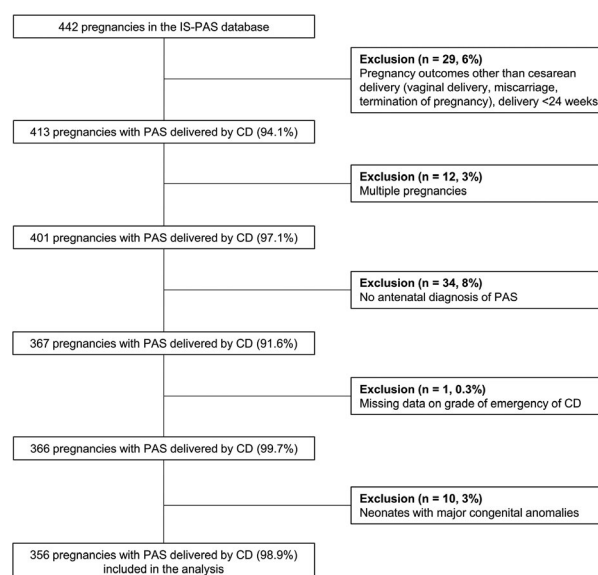 442 pregnancies in the IS-PAS database
Exclusion (n = 29, 6%)
Pregnancy outcomes other than cesarean
delivery (vaginal delivery, miscarriage,
termination of pregnancy), delivery <24 weeks
413 pregnancies with PAS delivered by CD (94.1%)
Exclusion (n = 12, 3%)
Multiple pregnancies
401 pregnancies with PAS delivered by CD (97.1%)
Exclusion (n = 34, 8%)
No antenatal diagnosis of PAS
367 pregnancies with PAS delivered by CD (91.6%)
Exclusion (n = 1, 0.3%)
Missing data on grade of emergency of CD
366 pregnancies with PAS delivered by CD (99.7%)
Exclusion (n = 10, 3%)
Neonates with major congenital anomalies
356 pregnancies with PAS delivered by CD (98.9%)
included in the analysis